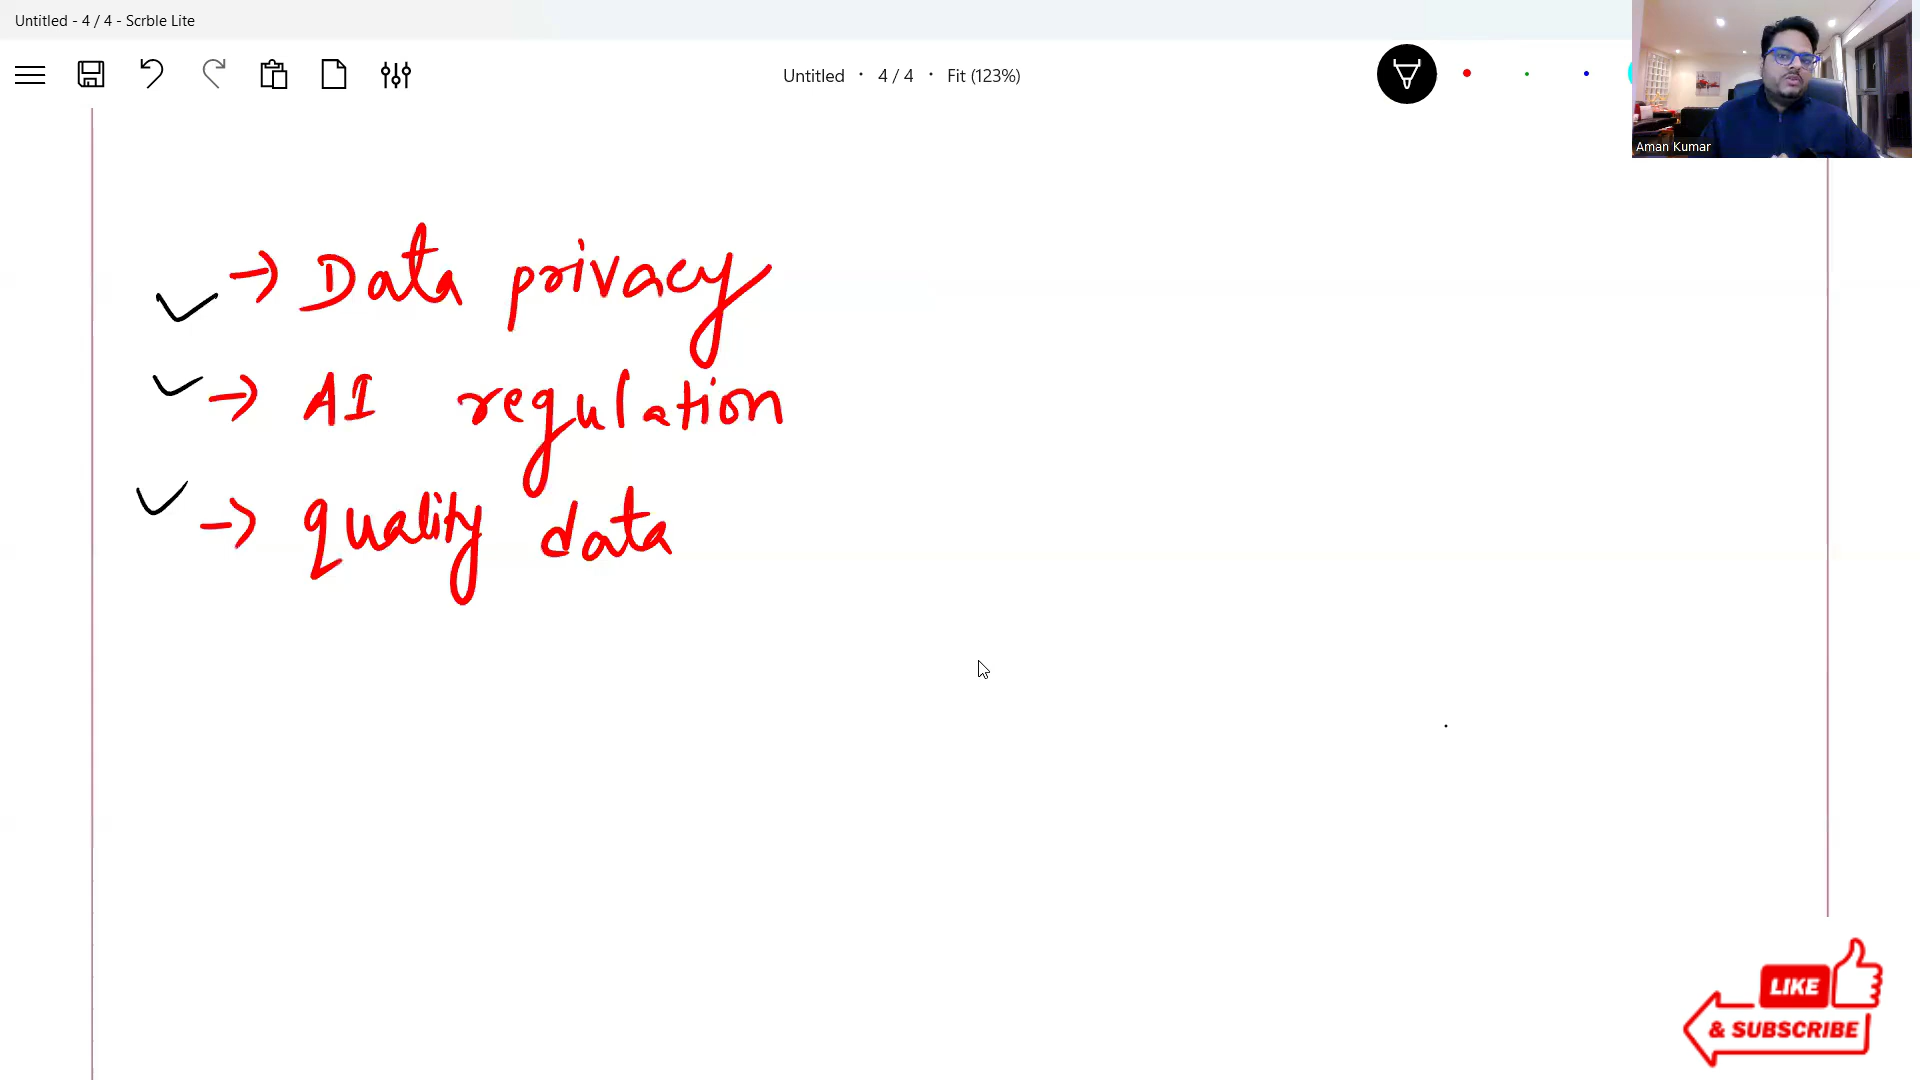 Untitled - 4 / 4 - Scrble Lite
Untitled • 4 / 4 • Fit (123%)
Aman Kumar
→ Data privacy
→ AI regulation
→ quality data
LIKE
& SUBSCRIBE